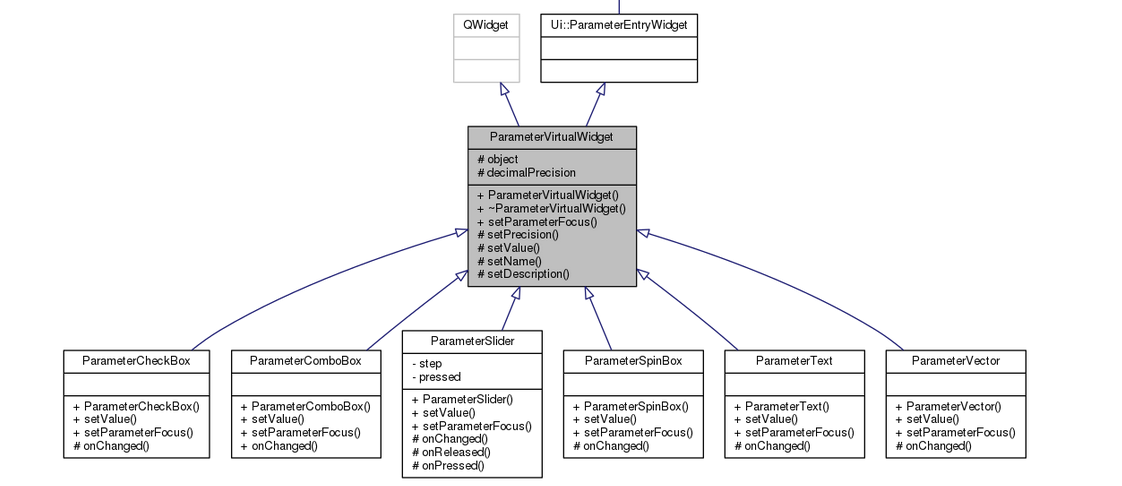 QWidget
Ui::ParameterEntryWidget
ParameterVirtualWidget
# object
# decimalPrecision
+ ParameterVirtualWidget()
+ ~ParameterVirtualWidget()
+ setParameterFocus()
# setPrecision()
# setValue()
# setName()
# setDescription()
ParameterCheckBox
+ ParameterCheckBox()
+ setValue()
+ setParameterFocus()
# onChanged()
ParameterComboBox
+ ParameterComboBox()
+ setValue()
+ setParameterFocus()
+ onChanged()
ParameterSlider
- step
- pressed
+ ParameterSlider()
+ setValue()
+ setParameterFocus()
# onChanged()
# onReleased()
# onPressed()
ParameterSpinBox
+ ParameterSpinBox()
+ setValue()
+ setParameterFocus()
# onChanged()
ParameterText
+ ParameterText()
+ setValue()
+ setParameterFocus()
# onChanged()
ParameterVector
+ ParameterVector()
+ setValue()
+ setParameterFocus()
# onChanged()